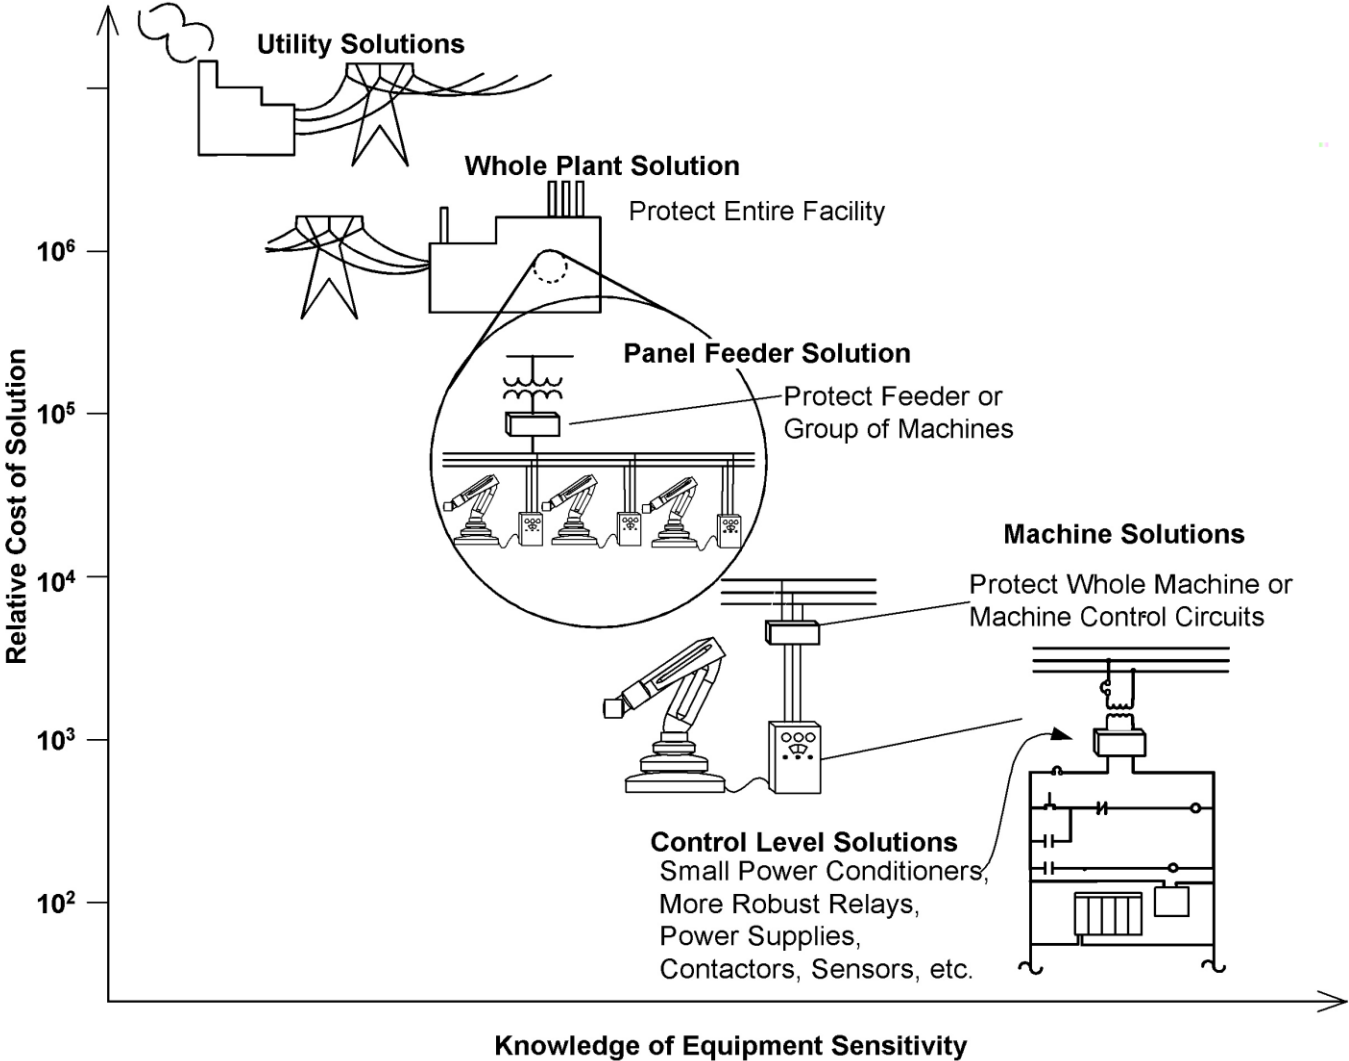 Utility Solutions
Whole Plant Solution
Protect Entire Facility
10⁶
Panel Feeder Solution
Protect Feeder or
Group of Machines
10⁵
Relative Cost of Solution
Machine Solutions
Protect Whole Machine or
Machine Control Circuits
10⁴
10³
Control Level Solutions
Small Power Conditioners,
More Robust Relays,
Power Supplies,
Contactors, Sensors, etc.
10²
Knowledge of Equipment Sensitivity